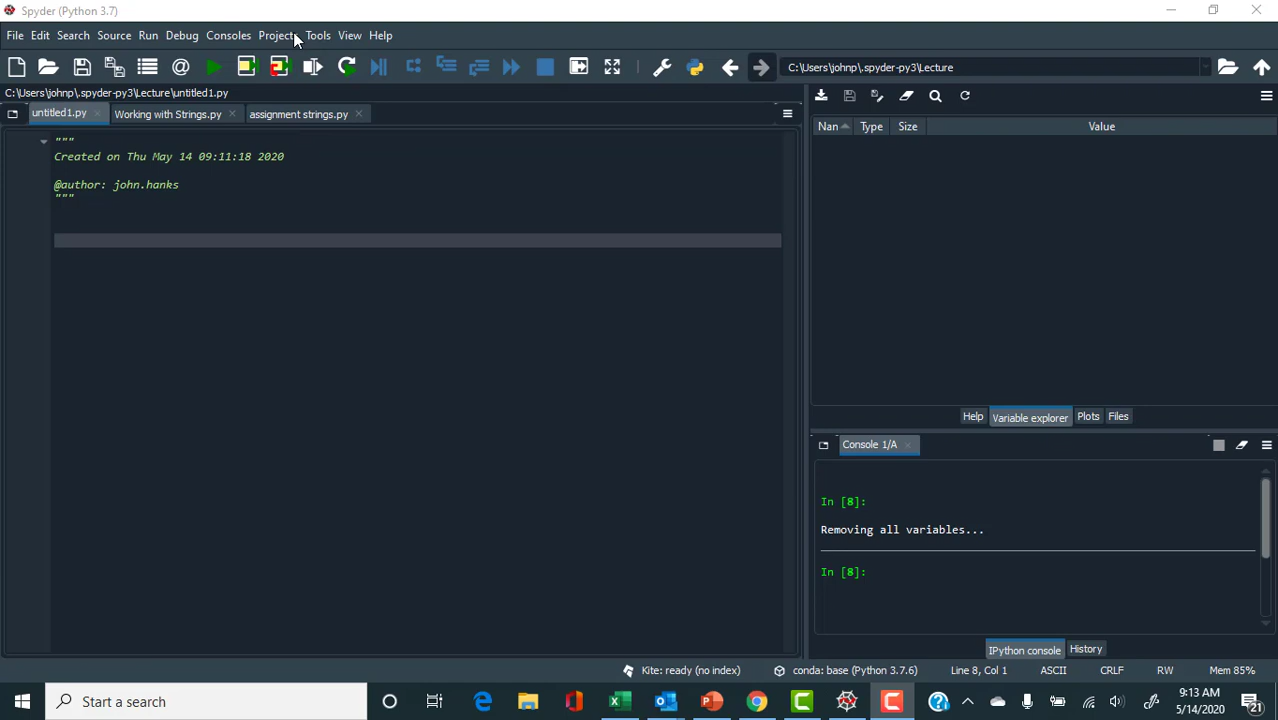 Spyder (Python 3.7)
File Edit Search Source Run Debug Consoles Projects Tools View Help
C:\Users\johnp\.spyder-py3\Lecture
C:\Users\johnp\.spyder-py3\Lecture\untitled1.py
untitled1.py Working with Strings.py assignment strings.py
Nan Type Size Value
"""
Created on Thu May 14 09:11:18 2020
@author: john.hanks
"""
Help Variable explorer Plots Files
Console 1/A
In [8]:
Removing all variables...
In [8]:
IPython console History
Kite: ready (no index) conda: base (Python 3.7.6) Line 8, Col 1 ASCII CRLF RW Mem 85%
Start a search
9:13 AM
5/14/2020
21